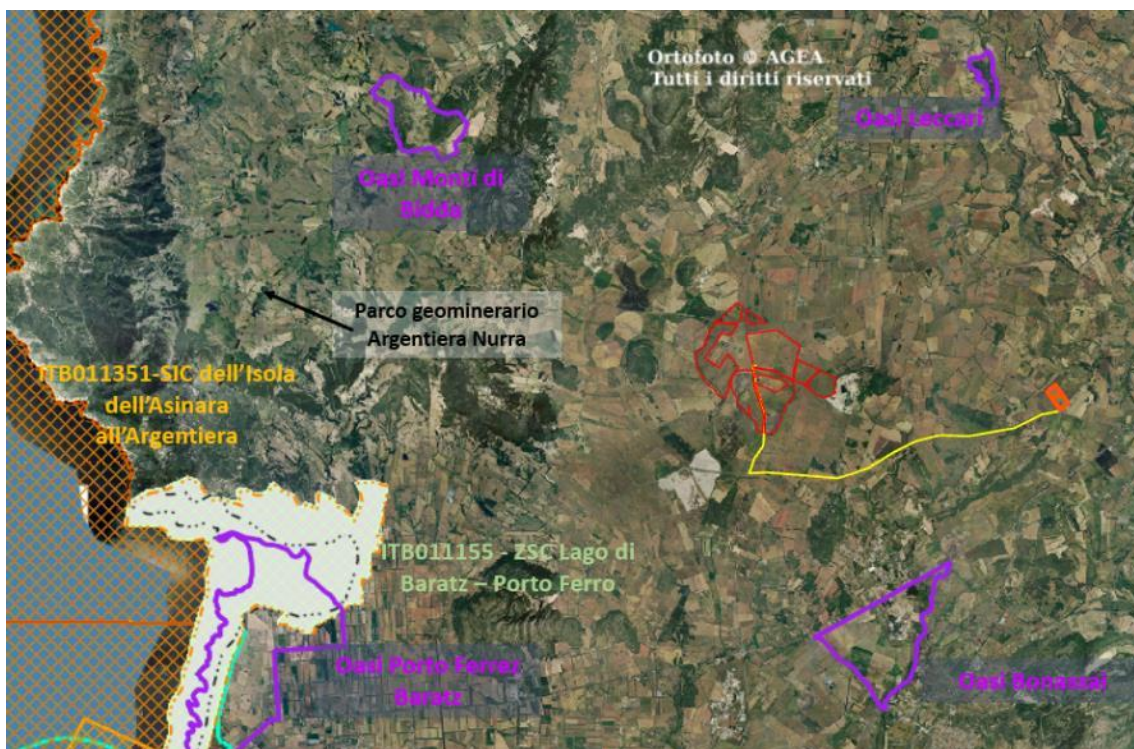 Ortofoto © AGEA
Tutti i diritti riservati
Oasi Leccari
Oasi Monti di
Bidda
Parco geominerario
Argentiera Nurra
ITB011351-SIC dell'Isola
dell'Asinara
all'Argentiera
ITB011155 - ZSC Lago di
Baratz – Porto Ferro
Oasi Porto Ferro
Baratz
Oasi Bonassai